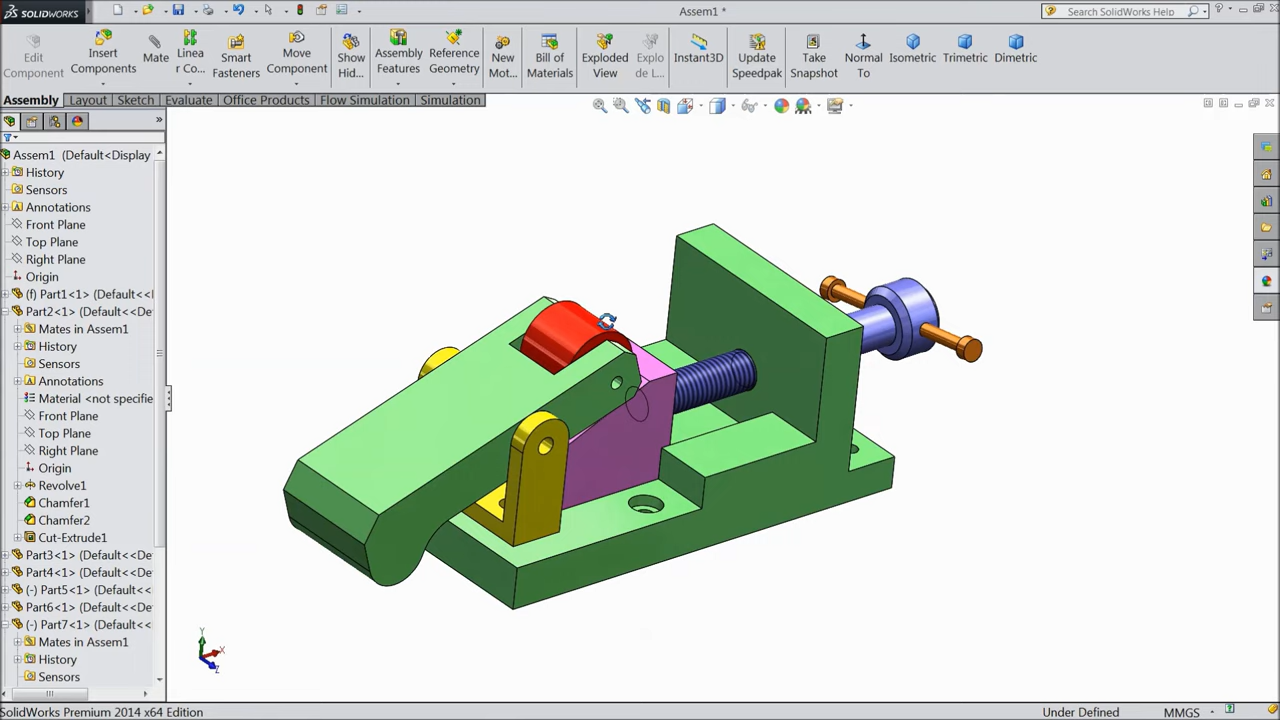 SOLIDWORKS
Assem1 *
Search SolidWorks Help
Edit Component
Insert Components
Mate
Linea r Co...
Smart Fasteners
Move Component
Show Hid...
Assembly Features
Reference Geometry
New Mot...
Bill of Materials
Exploded View
Explo de L...
Instant3D
Update Speedpak
Take Snapshot
Normal To
Isometric
Trimetric
Dimetric
Assembly Layout Sketch Evaluate Office Products Flow Simulation Simulation
Assem1 (Default<Display
History
Sensors
Annotations
Front Plane
Top Plane
Right Plane
Origin
(f) Part1<1> (Default<<De
Part2<1> (Default<<Def
Mates in Assem1
History
Sensors
Annotations
Material <not specifie
Front Plane
Top Plane
Right Plane
Origin
Revolve1
Chamfer1
Chamfer2
Cut-Extrude1
Part3<1> (Default<<De
Part4<1> (Default<<De
(-) Part5<1> (Default<<
Part6<1> (Default<<De
(-) Part7<1> (Default<<
Mates in Assem1
History
Sensors
Y
X
Z
SolidWorks Premium 2014 x64 Edition
Under Defined
MMGS